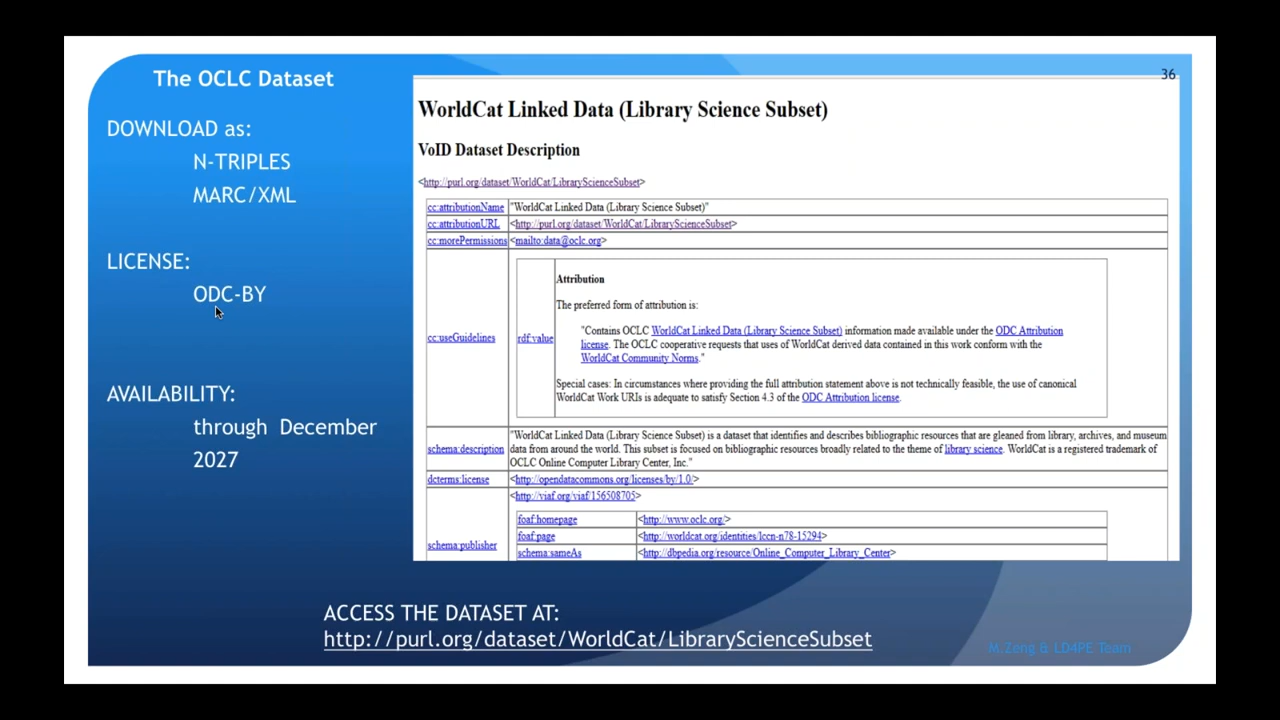 The OCLC Dataset
DOWNLOAD as:
N-TRIPLES
MARC/XML
LICENSE:
ODC-BY
AVAILABILITY:
through December
2027
36
WorldCat Linked Data (Library Science Subset)
VoID Dataset Description
<http://purl.org/dataset/WorldCat/LibraryScienceSubset>
cc:attributionName "WorldCat Linked Data (Library Science Subset)"
cc:attributionURL <http://purl.org/dataset/WorldCat/LibraryScienceSubset>
cc:morePermissions <mailto:data@oclc.org>
Attribution
The preferred form of attribution is:
"Contains OCLC WorldCat Linked Data (Library Science Subset) information made available under the ODC Attribution
cc:useGuidelines rdf:value license. The OCLC cooperative requests that uses of WorldCat derived data contained in this work conform with the
WorldCat Community Norms."
Special cases: In circumstances where providing the full attribution statement above is not technically feasible, the use of canonical
WorldCat Work URIs is adequate to satisfy Section 4.3 of the ODC Attribution license.
"WorldCat Linked Data (Library Science Subset) is a dataset that identifies and describes bibliographic resources that are gleaned from library, archives, and museum
schema:description data from around the world. This subset is focused on bibliographic resources broadly related to the theme of library science. WorldCat is a registered trademark of
OCLC Online Computer Library Center, Inc."
dcterms:license <http://opendatacommons.org/licenses/by/1.0/>
<http://viaf.org/viaf/156508705>
foaf:homepage <http://www.oclc.org/>
foaf:page <http://worldcat.org/identities/lccn-n78-15294>
schema:publisher
schema:sameAs <http://dbpedia.org/resource/Online_Computer_Library_Center>
ACCESS THE DATASET AT:
http://purl.org/dataset/WorldCat/LibraryScienceSubset
M.Zeng & LD4PE Team